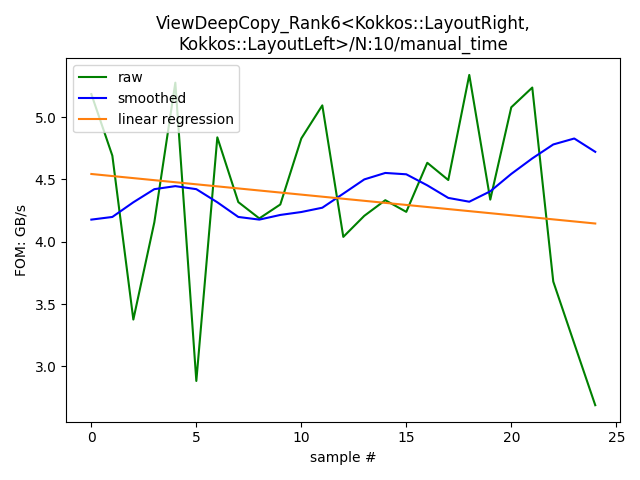 ViewDeepCopy_Rank6<Kokkos::LayoutRight,
Kokkos::LayoutLeft>/N:10/manual_time
raw
smoothed
linear regression
FOM: GB/s
5.0
4.5
4.0
3.5
3.0
0 5 10 15 20 25
sample #